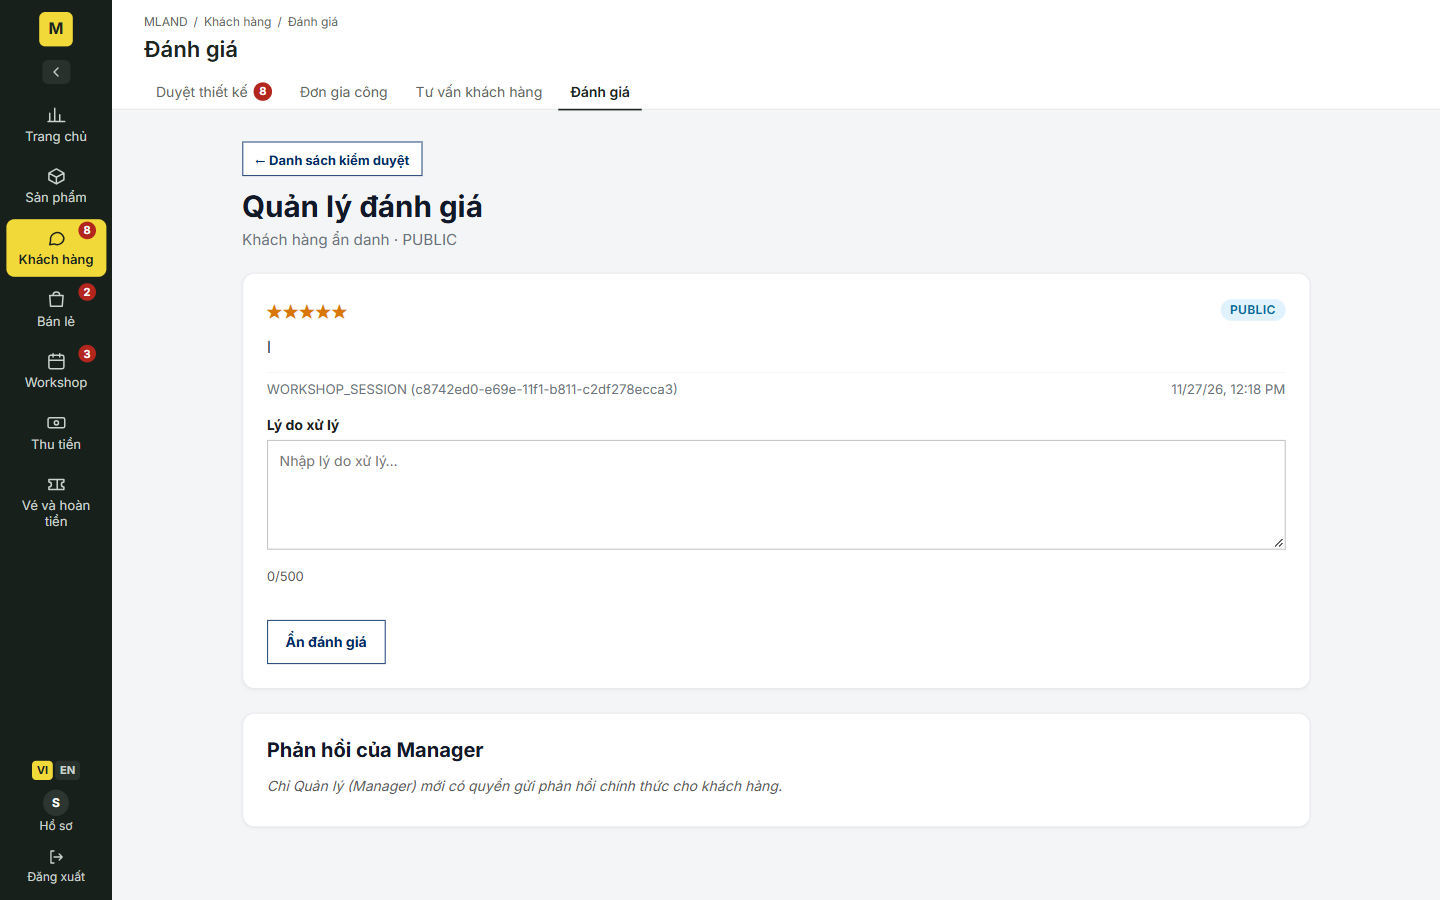 M
Trang chủ
Sản phẩm
8
Khách hàng
2
Bán lẻ
3
Workshop
Thu tiền
Vé và hoàn
tiền
VI EN
S
Hồ sơ
Đăng xuất
MLAND / Khách hàng / Đánh giá
Đánh giá
Duyệt thiết kế 8 Đơn gia công Tư vấn khách hàng Đánh giá
← Danh sách kiểm duyệt
Quản lý đánh giá
Khách hàng ẩn danh · PUBLIC
★★★★★ PUBLIC
l
WORKSHOP_SESSION (c8742ed0-e69e-11f1-b811-c2df278ecca3) 11/27/26, 12:18 PM
Lý do xử lý
Nhập lý do xử lý...
0/500
Ẩn đánh giá
Phản hồi của Manager
Chỉ Quản lý (Manager) mới có quyền gửi phản hồi chính thức cho khách hàng.